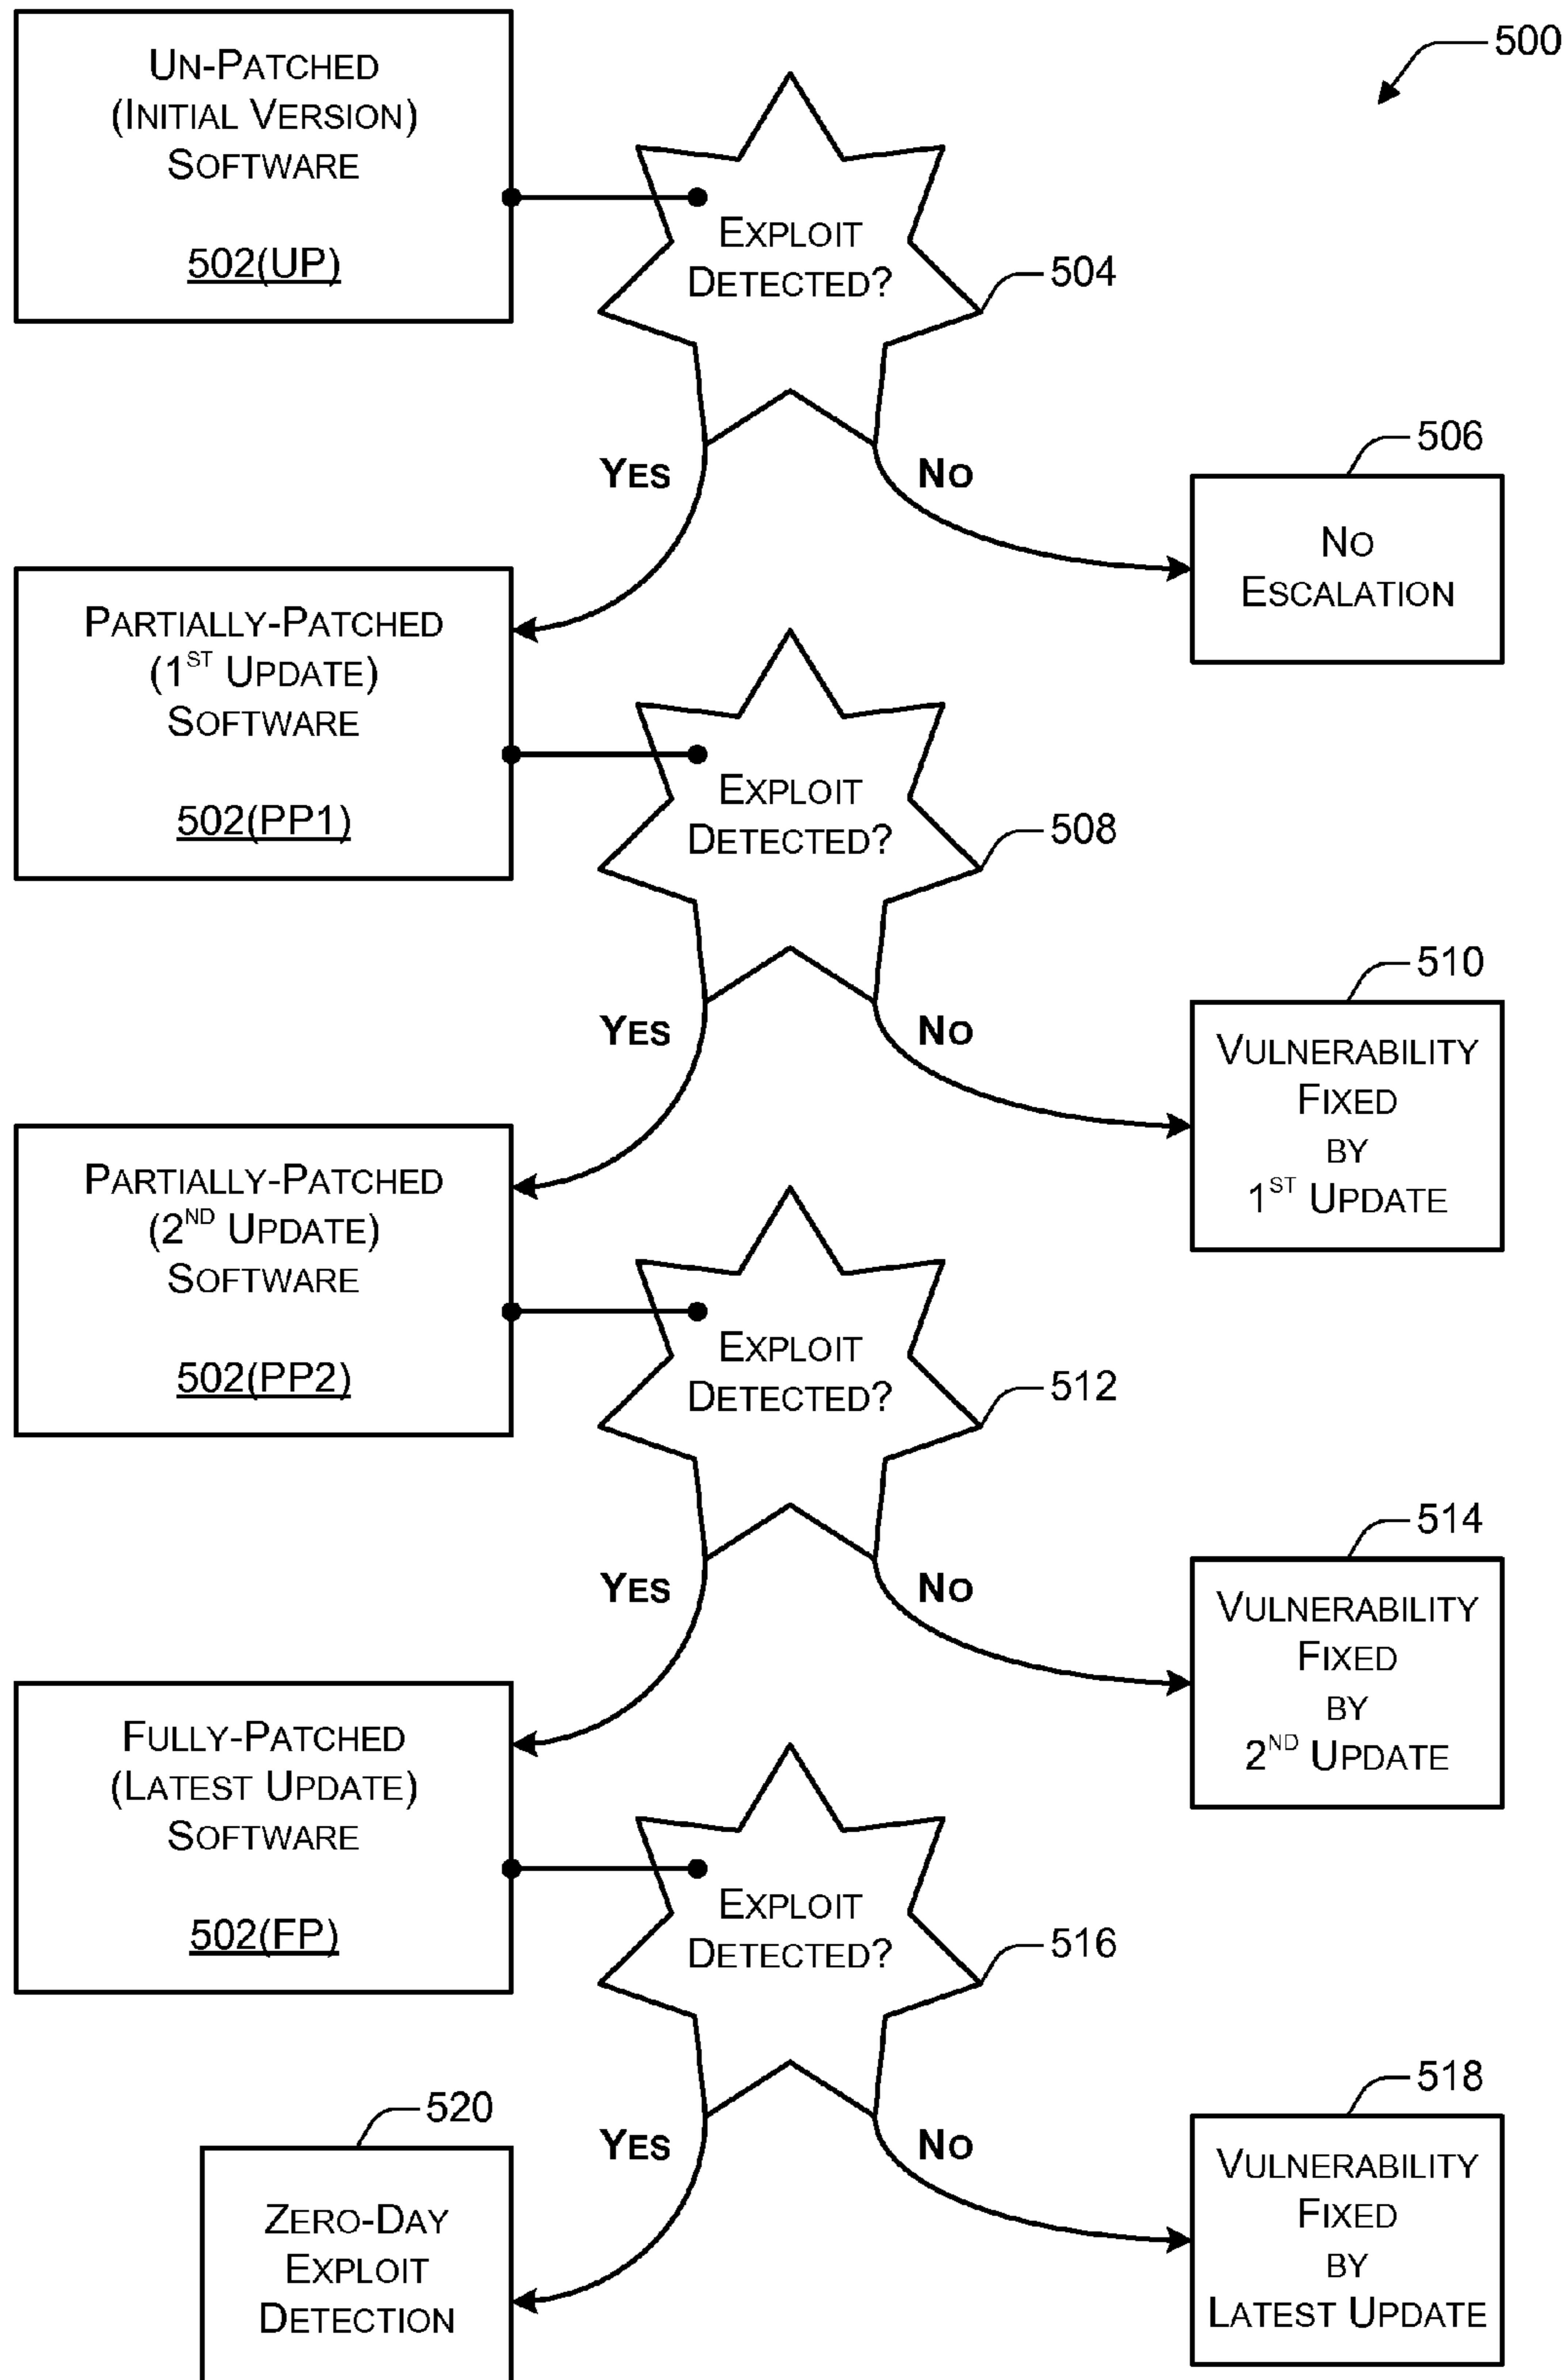 500
UN-PATCHED
(INITIAL VERSION)
SOFTWARE
502(UP)
EXPLOIT
DETECTED?
504
YES
NO
506
NO
ESCALATION
PARTIALLY-PATCHED
(1ST UPDATE)
SOFTWARE
502(PP1)
EXPLOIT
DETECTED?
508
YES
NO
510
VULNERABILITY
FIXED
BY
1ST UPDATE
PARTIALLY-PATCHED
(2ND UPDATE)
SOFTWARE
502(PP2)
EXPLOIT
DETECTED?
512
YES
NO
514
VULNERABILITY
FIXED
BY
2ND UPDATE
FULLY-PATCHED
(LATEST UPDATE)
SOFTWARE
502(FP)
EXPLOIT
DETECTED?
516
YES
NO
518
VULNERABILITY
FIXED
BY
LATEST UPDATE
520
ZERO-DAY
EXPLOIT
DETECTION